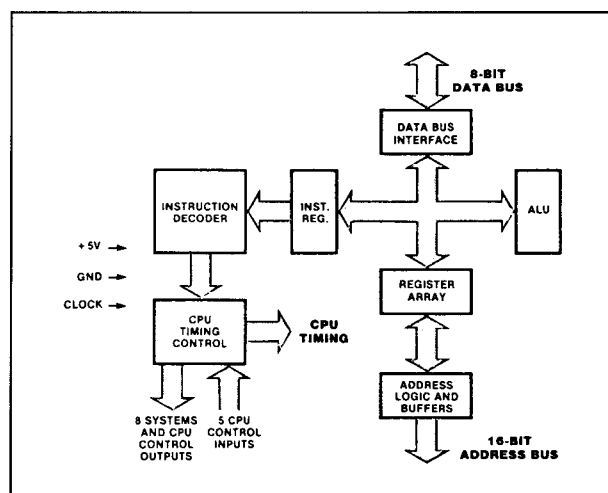 8-BIT
DATA BUS
DATA BUS
INTERFACE
INSTRUCTION
DECODER
INST.
REG.
ALU
+5V
GND
CLOCK
REGISTER
ARRAY
CPU
TIMING
CONTROL
CPU
TIMING
ADDRESS
LOGIC AND
BUFFERS
8 SYSTEMS
AND CPU
CONTROL
OUTPUTS
5 CPU
CONTROL
INPUTS
16-BIT
ADDRESS BUS